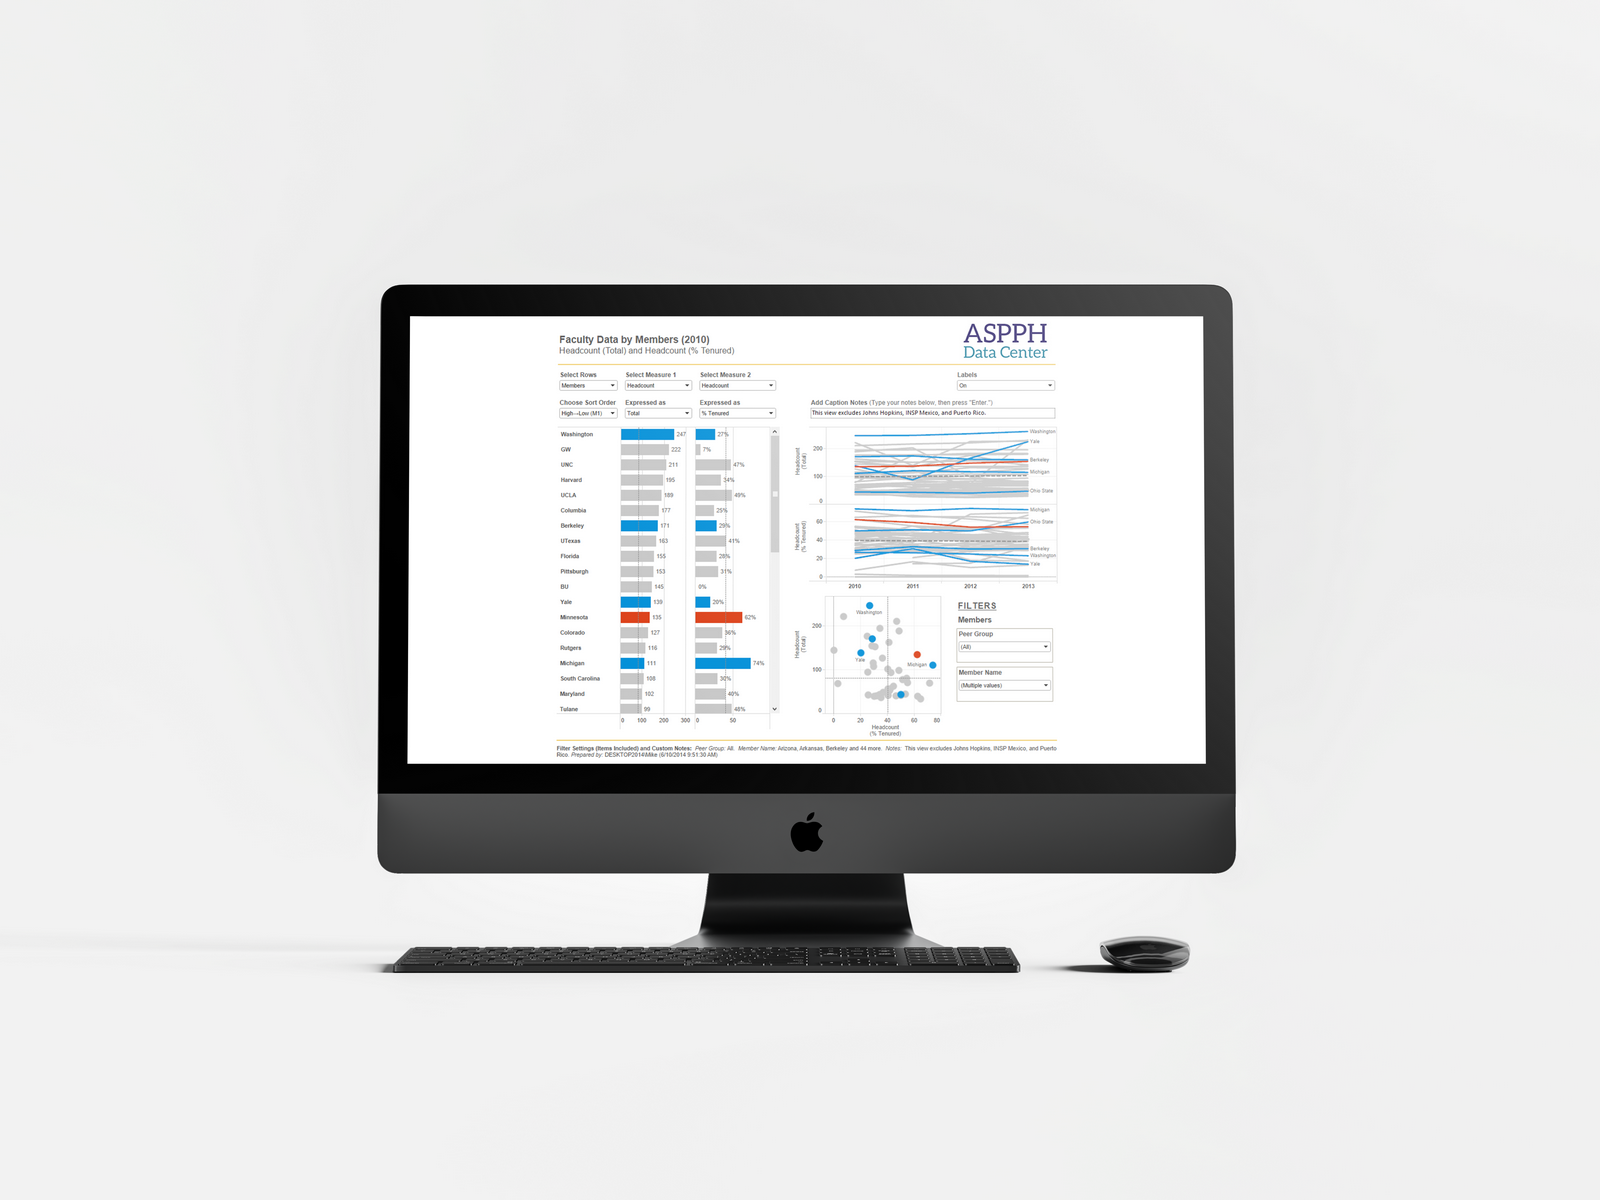 Faculty Data by Members (2010)
Headcount (Total) and Headcount (% Tenured)
ASPPH
Data Center
Select Rows
Select Measure 1
Select Measure 2
Labels
Members
Headcount
Headcount
On
Choose Sort Order
Expressed as
Expressed as
Add Caption Notes (Type your notes below, then press "Enter.")
High→Low (M1)
Total
% Tenured
This view excludes Johns Hopkins, INSP Mexico, and Puerto Rico.
Washington 247 27%
GW 222 7%
UNC 211 47%
Harvard 195 34%
UCLA 189 49%
Columbia 177 25%
Berkeley 171 29%
UTexas 163 41%
Florida 155 28%
Pittsburgh 153 31%
BU 145 0%
Yale 139 20%
Minnesota 135 62%
Colorado 127 36%
Rutgers 116 29%
Michigan 111 74%
South Carolina 108 30%
Maryland 102 40%
Tulane 99 48%
0 100 200 300 0 50
Headcount
(Total)
200
100
0
Washington
Yale
Berkeley
Michigan
Ohio State
Headcount
(% Tenured)
60
40
20
0
Michigan
Ohio State
Berkeley
Washington
Yale
2010 2011 2012 2013
Headcount
(Total)
200
100
0
Washington
Yale
Michigan
0 20 40 60 80
Headcount
(% Tenured)
FILTERS
Members
Peer Group
(All)
Member Name
(Multiple values)
Filter Settings (Items Included) and Custom Notes: Peer Group: All. Member Name: Arizona, Arkansas, Berkeley and 44 more. Notes: This view excludes Johns Hopkins, INSP Mexico, and Puerto
Rico. Prepared by: DESKTOP2014\Mike (6/10/2014 9:51:30 AM)